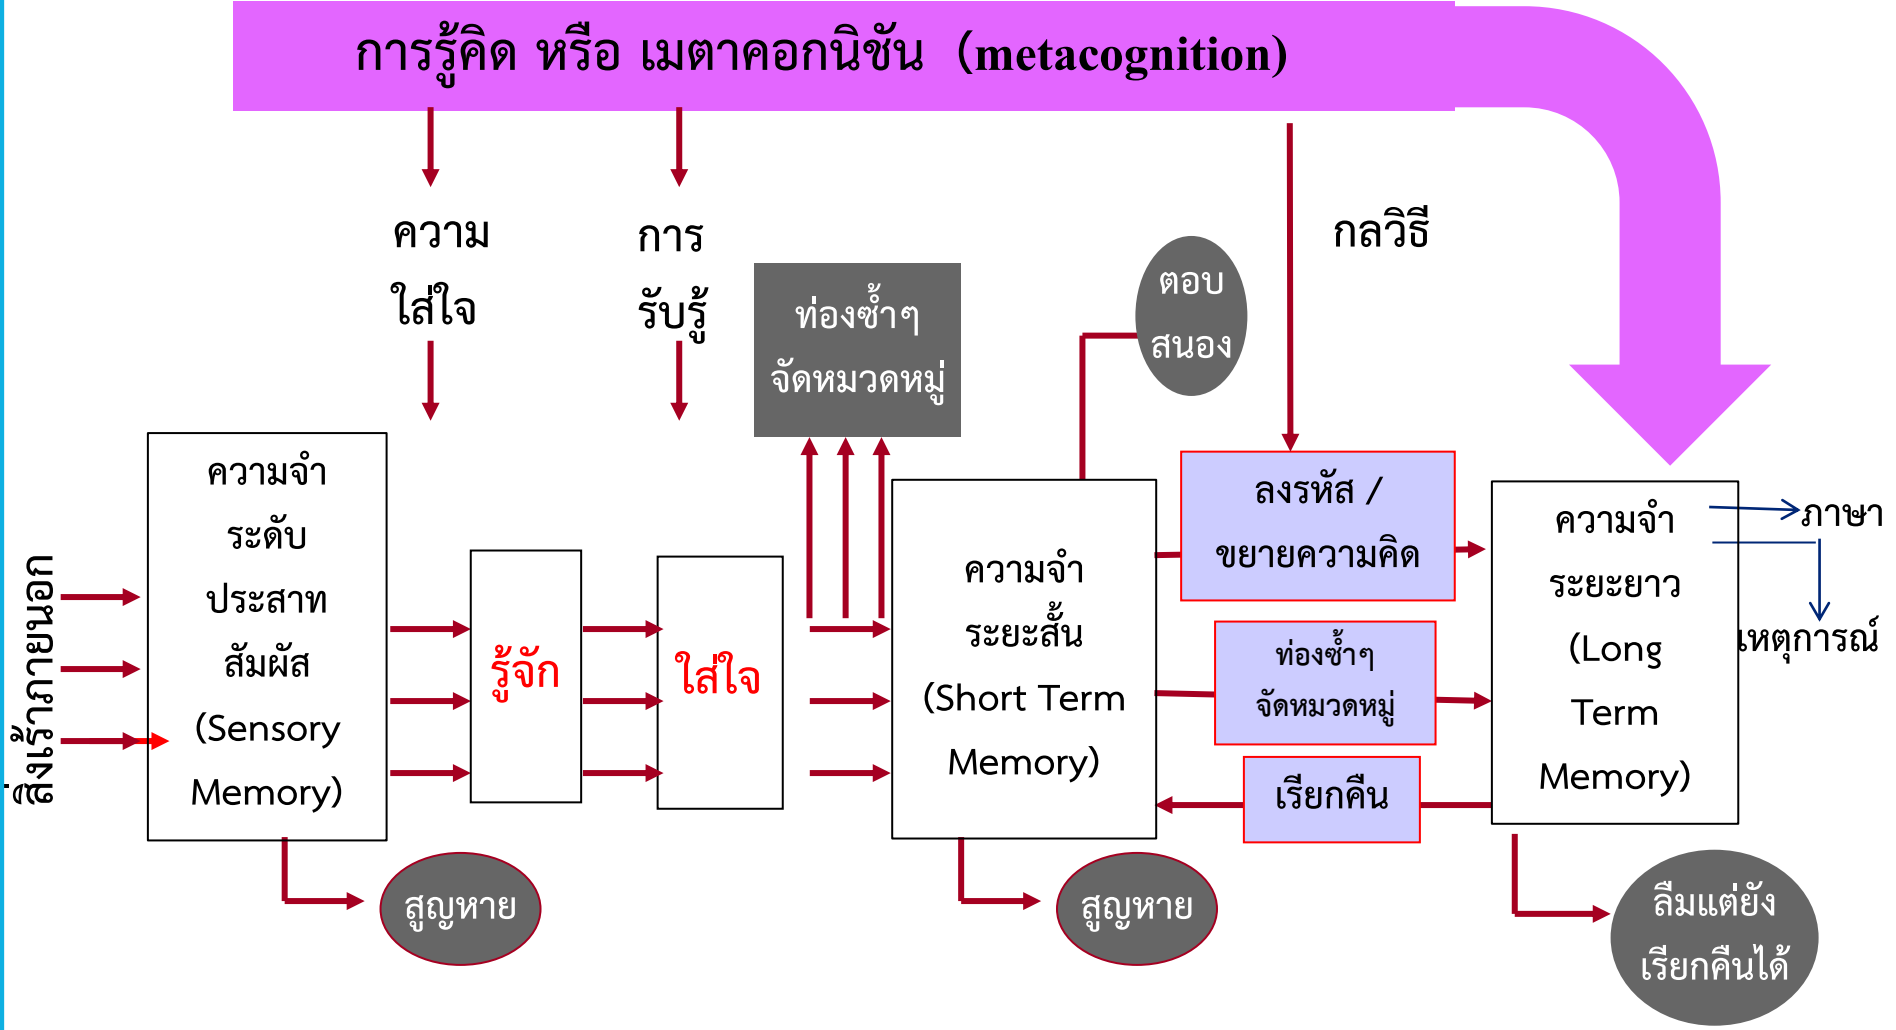 การรู้คิด หรือ เมตาคอกนิชัน (metacognition)
ความ
ใส่ใจ
การ
รับรู้
กลวิธี
ท่องซ้ำๆ
จัดหมวดหมู่
ตอบ
สนอง
สิ่งเร้าภายนอก
ความจำ
ระดับ
ประสาท
สัมผัส
(Sensory
Memory)
รู้จัก
ใส่ใจ
ความจำ
ระยะสั้น
(Short Term
Memory)
ลงรหัส /
ขยายความคิด
ท่องซ้ำๆ
จัดหมวดหมู่
เรียกคืน
ความจำ
ระยะยาว
(Long
Term
Memory)
ภาษา
เหตุการณ์
สูญหาย
สูญหาย
ลืมแต่ยัง
เรียกคืนได้